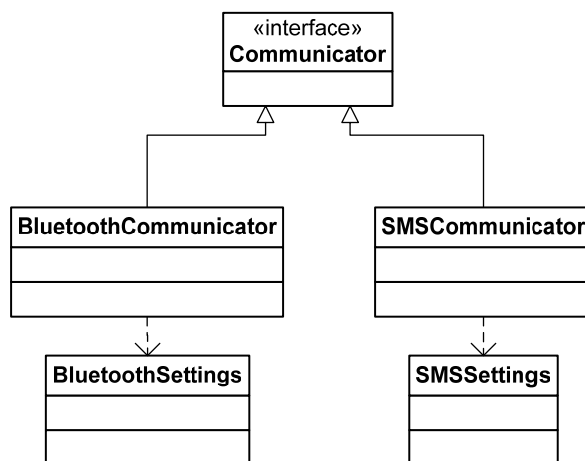 «interface»
Communicator
BluetoothCommunicator
SMSCommunicator
BluetoothSettings
SMSSettings